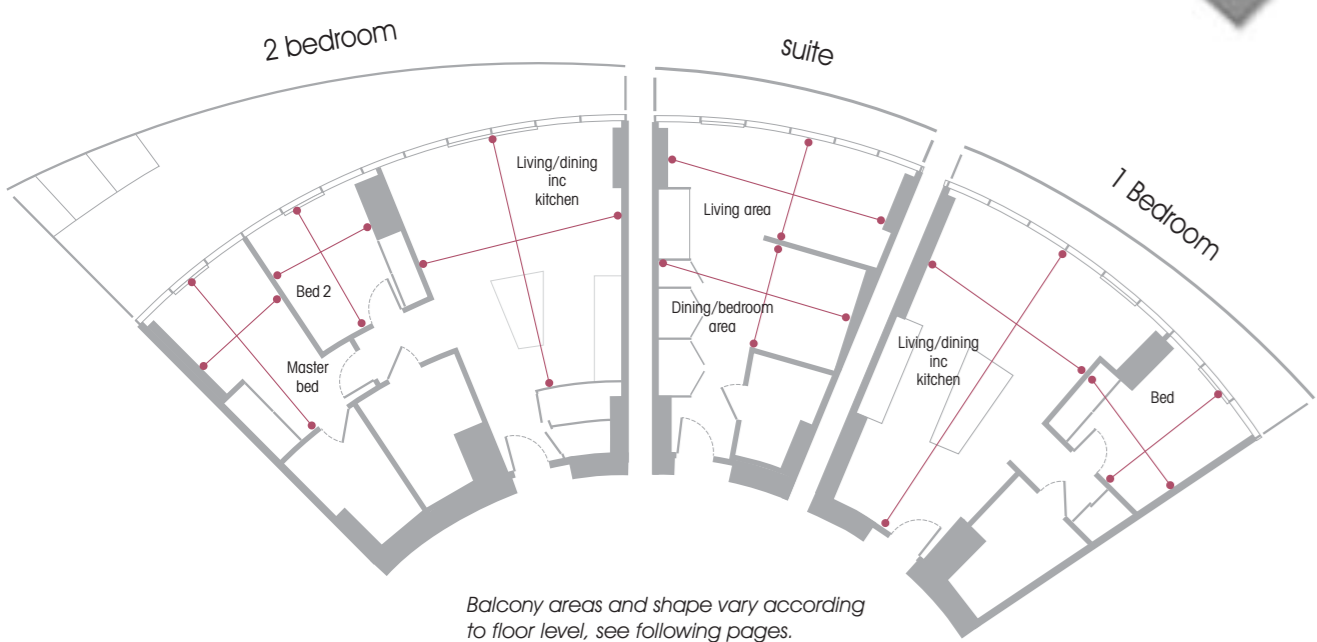 2 bedroom
suite
1 Bedroom
Living/dining
inc
kitchen
Bed 2
Master
bed
Living area
Dining/bedroom
area
Living/dining
inc
kitchen
Bed
Balcony areas and shape vary according
to floor level, see following pages.